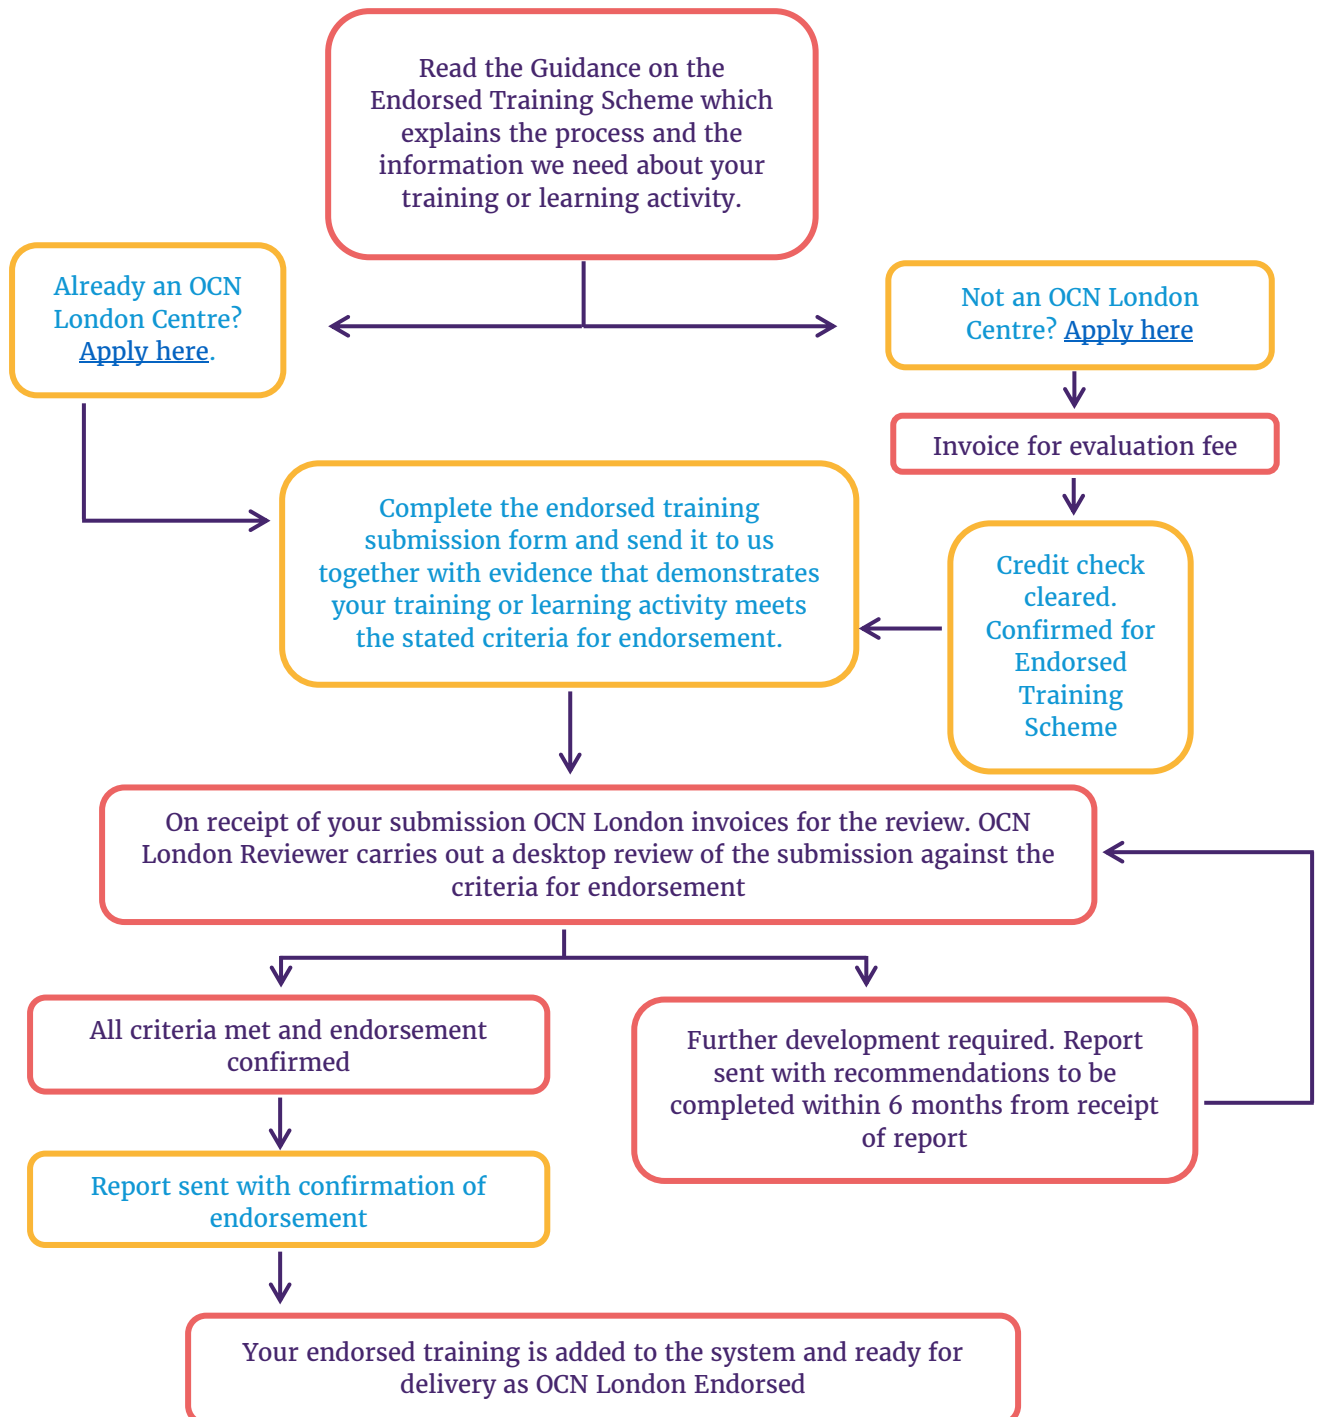 Read the Guidance on the
Endorsed Training Scheme which
explains the process and the
information we need about your
training or learning activity.
Already an OCN
London Centre?
Apply here.
Not an OCN London
Centre? Apply here
Invoice for evaluation fee
Complete the endorsed training
submission form and send it to us
together with evidence that demonstrates
your training or learning activity meets
the stated criteria for endorsement.
Credit check
cleared.
Confirmed for
Endorsed
Training
Scheme
On receipt of your submission OCN London invoices for the review. OCN
London Reviewer carries out a desktop review of the submission against the
criteria for endorsement
All criteria met and endorsement
confirmed
Further development required. Report
sent with recommendations to be
completed within 6 months from receipt
of report
Report sent with confirmation of
endorsement
Your endorsed training is added to the system and ready for
delivery as OCN London Endorsed